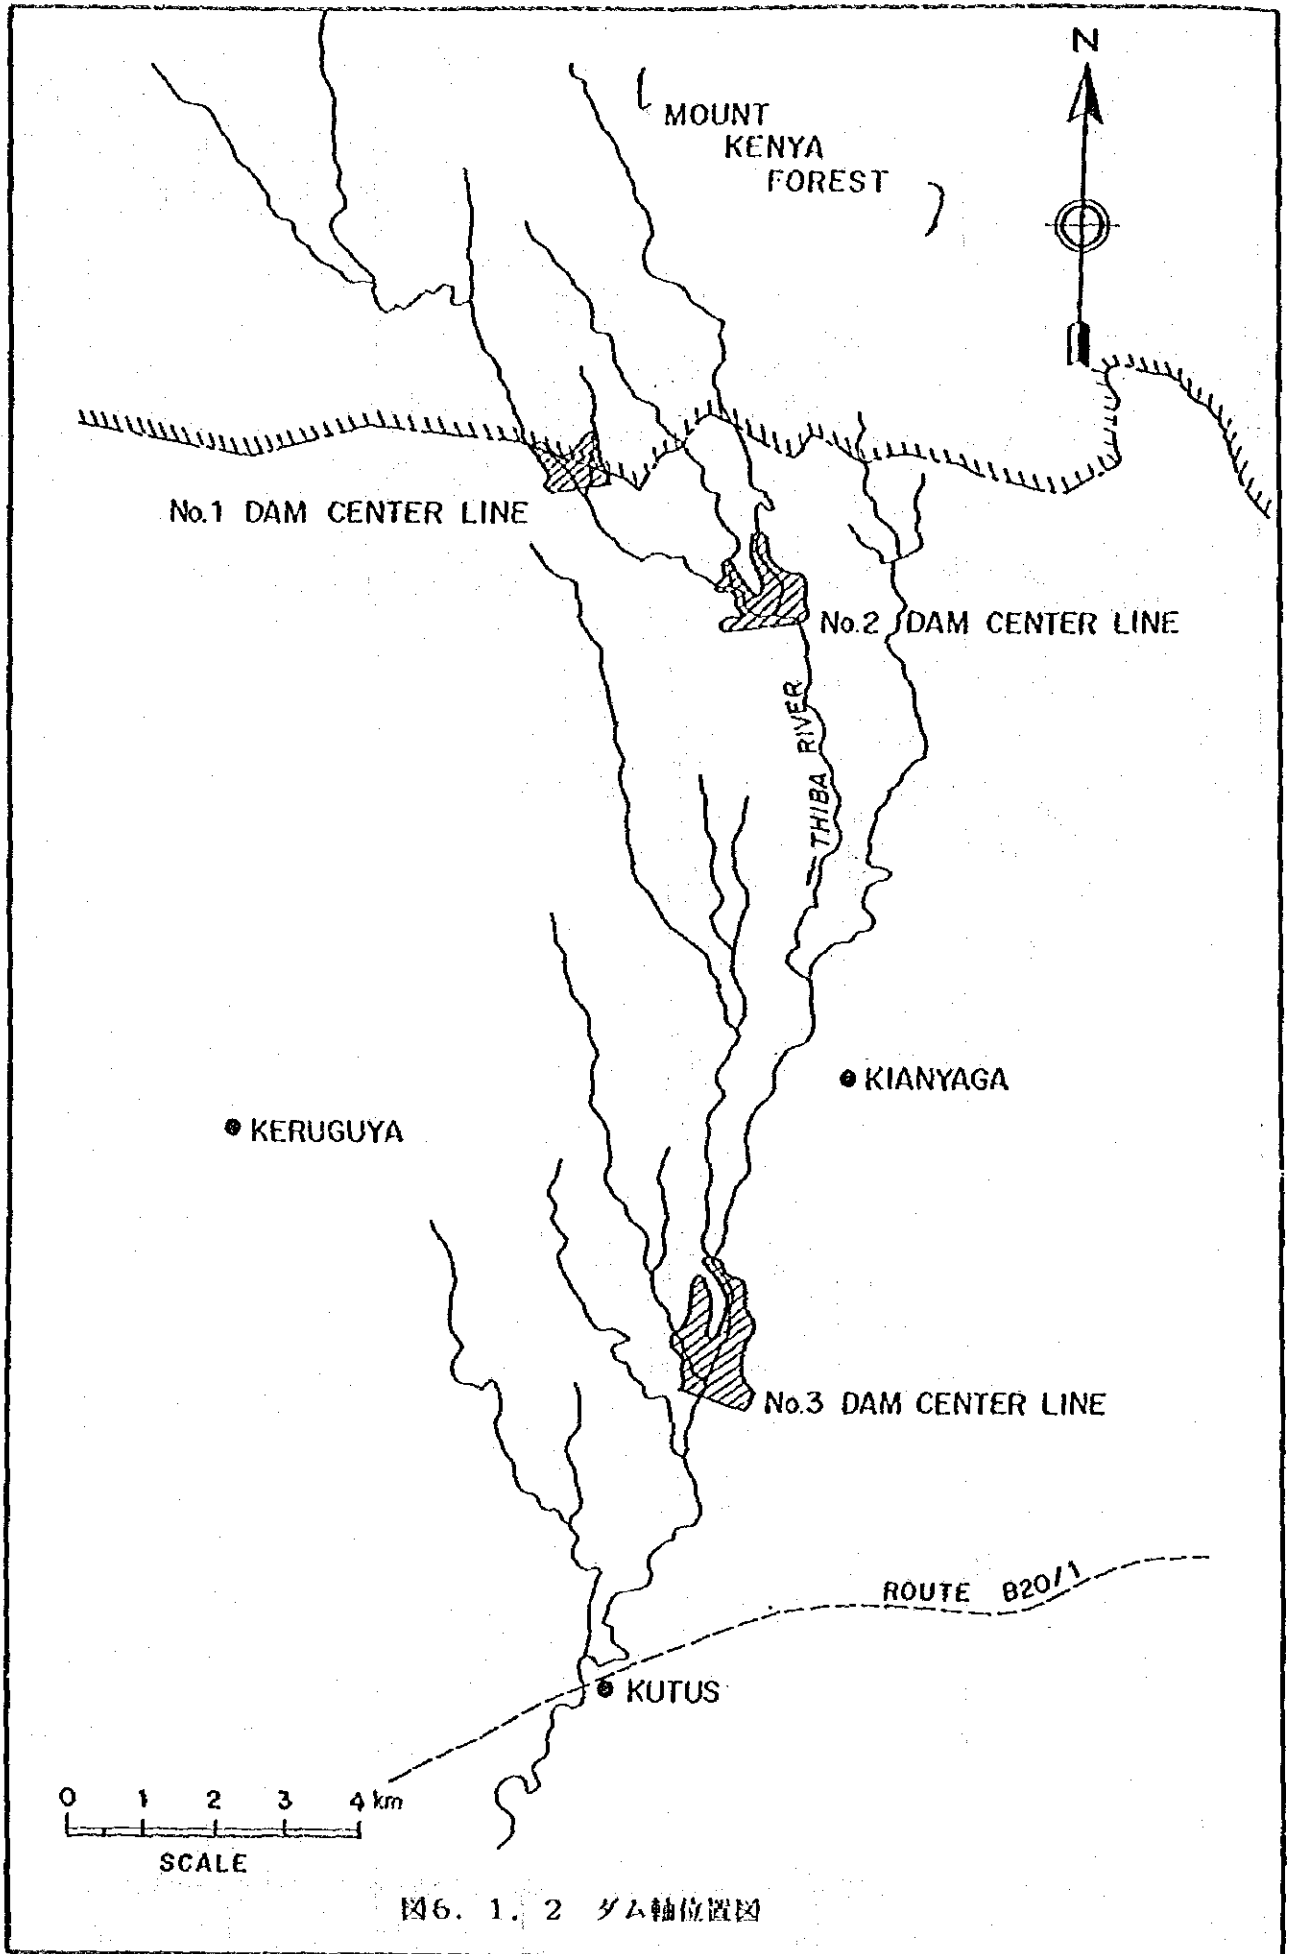 N
MOUNT
KENYA
FOREST
No.1 DAM CENTER LINE
No.2 DAM CENTER LINE
THIBA RIVER
KIANYAGA
KERUGUYA
No.3 DAM CENTER LINE
ROUTE B20/1
KUTUS
0 1 2 3 4 km
SCALE
図6. 1. 2 ダム軸位置図